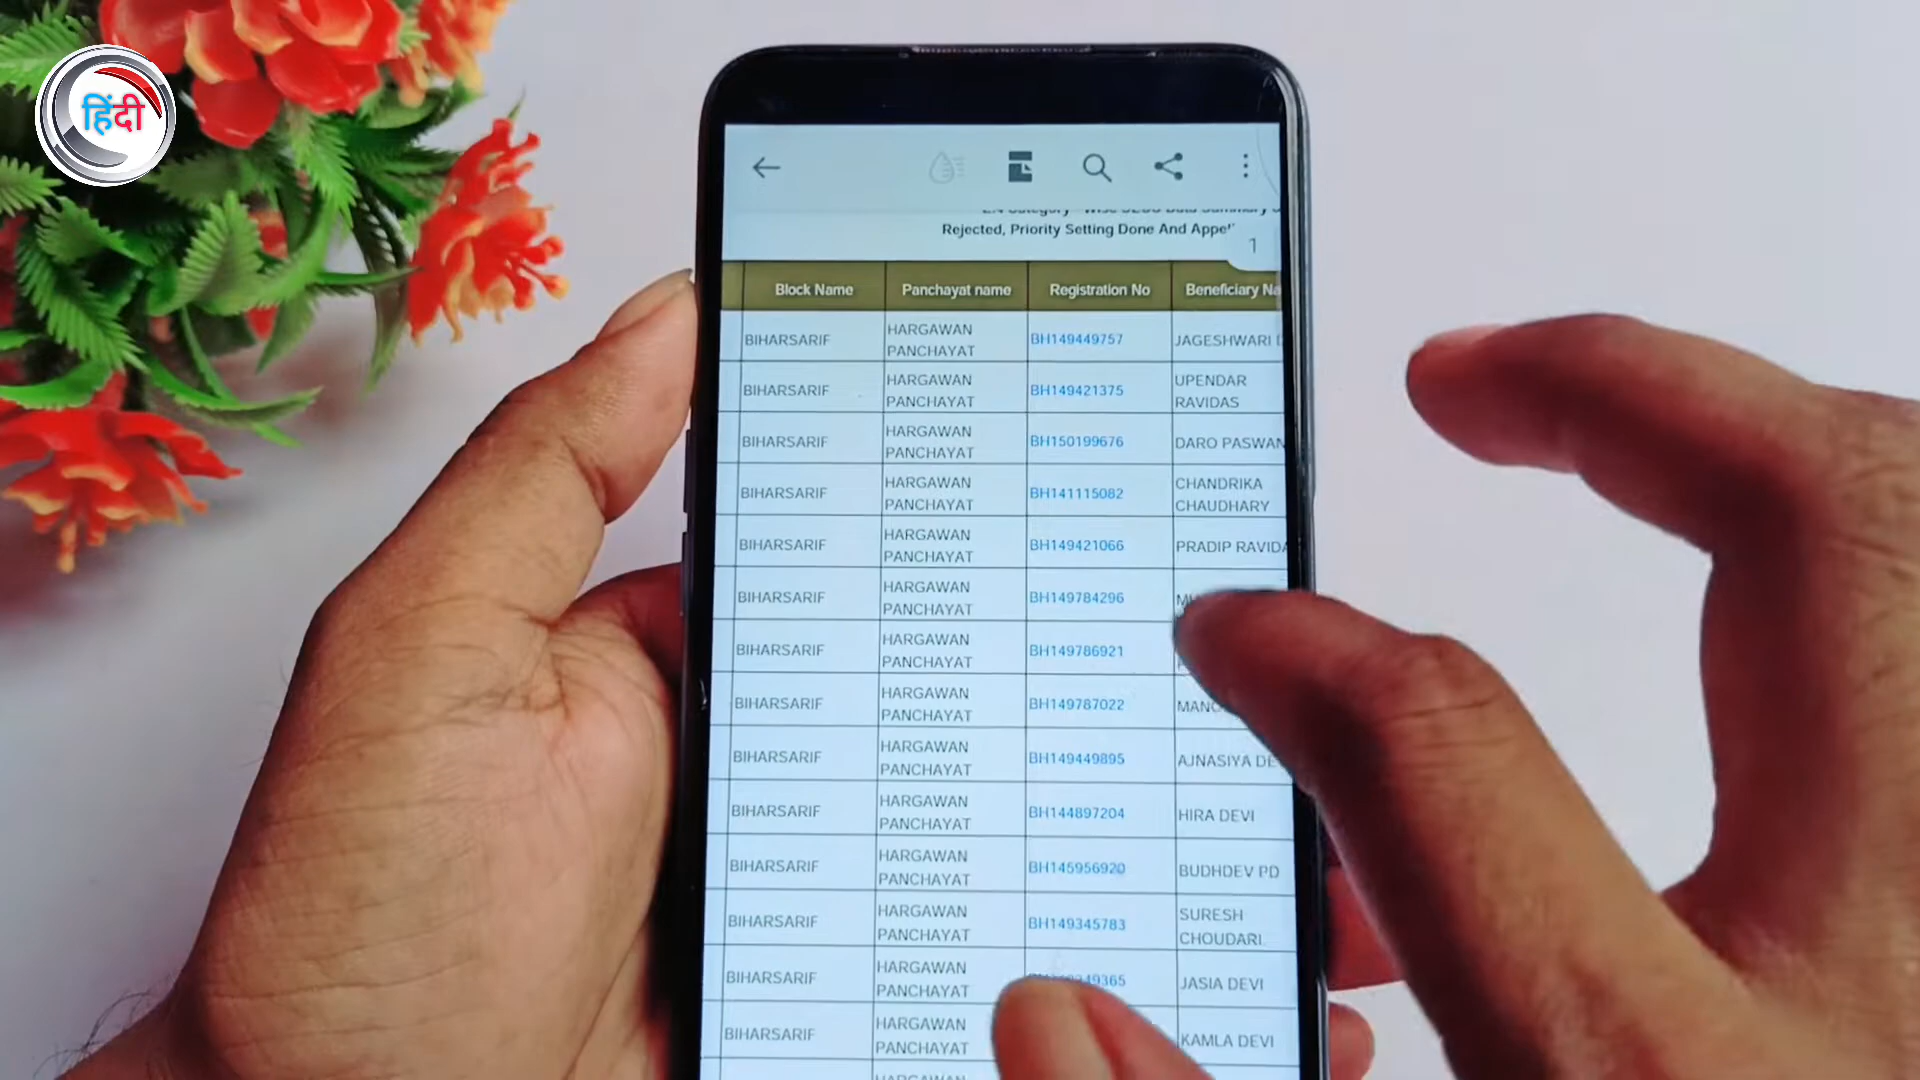 हिंदी
Rejected, Priority Setting Done And
1
Block Name Panchayat name Registration No Beneficiary
BIHARSARIF HARGAWAN PANCHAYAT BH149449757 JAGESHWARI
BIHARSARIF HARGAWAN PANCHAYAT BH149421375 UPENDAR RAVIDAS
BIHARSARIF HARGAWAN PANCHAYAT BH150199676 DARO PASWAN
BIHARSARIF HARGAWAN PANCHAYAT BH141115082 CHANDRIKA CHAUDHARY
BIHARSARIF HARGAWAN PANCHAYAT BH149421066 PRADIP
BIHARSARIF HARGAWAN PANCHAYAT BH149784296
BIHARSARIF HARGAWAN PANCHAYAT BH149786921
BIHARSARIF HARGAWAN PANCHAYAT BH149787022
BIHARSARIF HARGAWAN PANCHAYAT BH149449895 AJNASIYA
BIHARSARIF HARGAWAN PANCHAYAT BH144897204 HIRA DEVI
BIHARSARIF HARGAWAN PANCHAYAT BH145956920 BUDHDEV PD
BIHARSARIF HARGAWAN PANCHAYAT BH149345783 SURESH CHOUDARI
BIHARSARIF HARGAWAN PANCHAYAT JASIA DEVI
BIHARSARIF HARGAWAN PANCHAYAT KAMLA DEVI